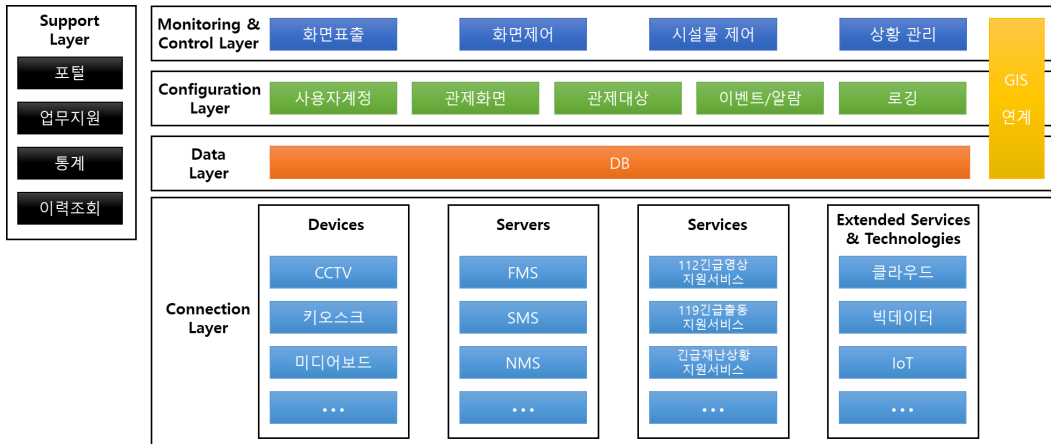 Support
Layer
포털
업무지원
통계
이력조회
Monitoring &
Control Layer
화면표출
화면제어
시설물 제어
상황 관리
Configuration
Layer
사용자계정
관제화면
관제대상
이벤트/알람
로깅
Data
Layer
DB
GIS
연계
Connection
Layer
Devices
CCTV
키오스크
미디어보드
...
Servers
FMS
SMS
NMS
...
Services
112긴급영상
지원서비스
119긴급출동
지원서비스
긴급재난상황
지원서비스
...
Extended Services
& Technologies
클라우드
빅데이터
IoT
...